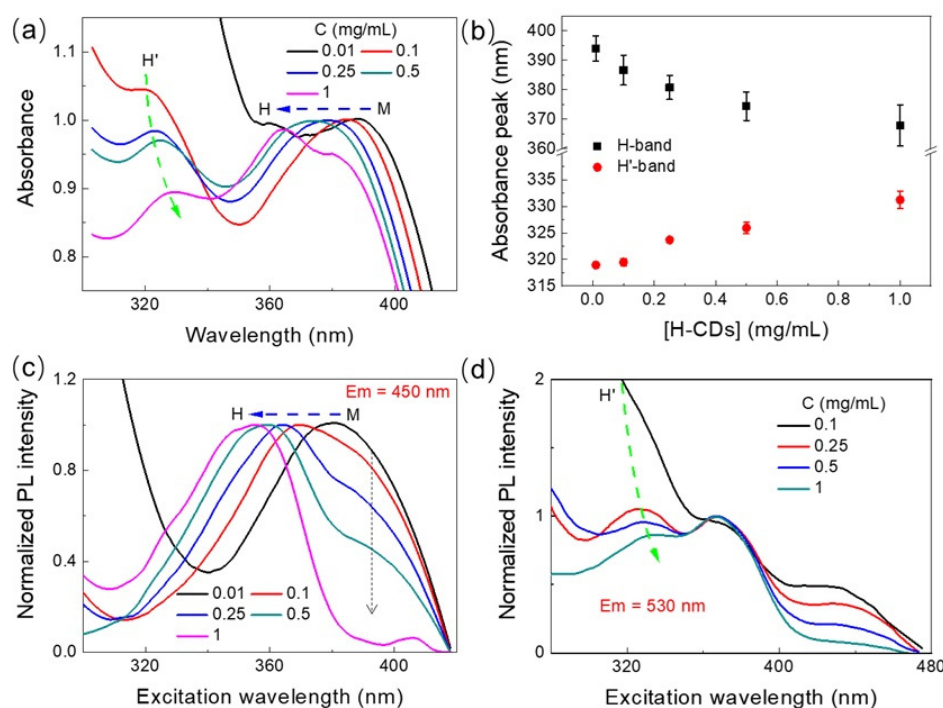 (a)
C (mg/mL)
0.01 0.1
0.25 0.5
1
H'
H M
1.1
1.0
0.9
0.8
320 360 400
Absorbance
Wavelength (nm)
(b)
400
390
380
370
360
330
325
320
315
Absorbance peak (nm)
H-band
H'-band
0.0 0.2 0.4 0.6 0.8 1.0
[H-CDs] (mg/mL)
(c)
Em = 450 nm
H M
1.2
0.8
0.4
0.0
Normalized PL intensity
0.01 0.1
0.25 0.5
1
320 360 400
Excitation wavelength (nm)
(d)
H'
C (mg/mL)
0.1
0.25
0.5
1
2
1
0
Normalized PL intensity
Em = 530 nm
320 400 480
Excitation wavelength (nm)